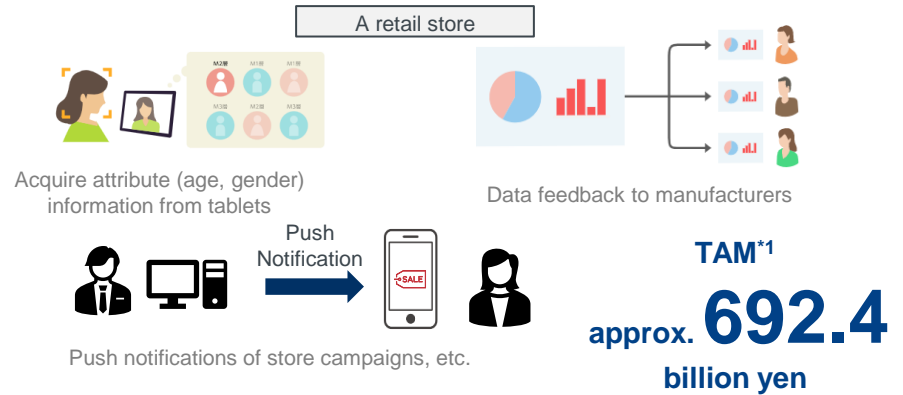 A retail store
M2層 M1層 M1層
M3層 M2層 M3層
Acquire attribute (age, gender)
information from tablets
Data feedback to manufacturers
Push
Notification
SALE
Push notifications of store campaigns, etc.
TAM*1
approx. 692.4
billion yen